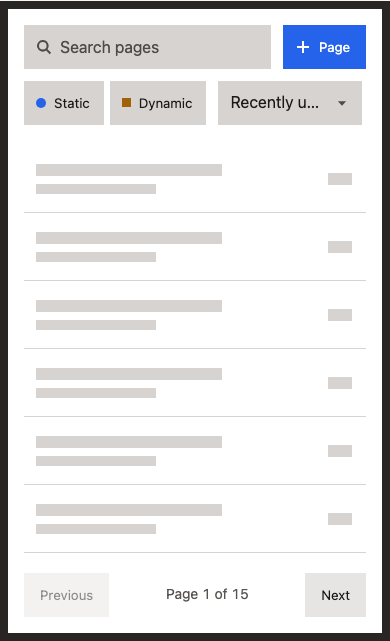 Search pages
+ Page
Static
Dynamic
Recently u...
Previous
Page 1 of 15
Next